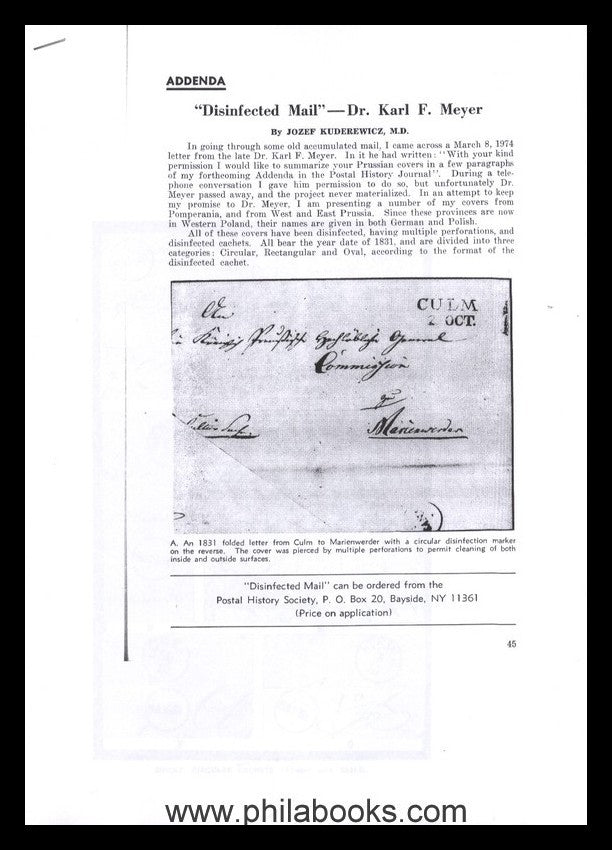 ADDENDA
"Disinfected Mail"—Dr. Karl F. Meyer
By JOZEF KUDEREWICZ, M.D.
In going through some old accumulated mail, I came across a March 8, 1974
letter from the late Dr. Karl F. Meyer. In it he had written: "With your kind
permission I would like to summarize your Prussian covers in a few paragraphs
of my forthcoming Addenda in the Postal History Journal". During a tele-
phone conversation I gave him permission to do so, but unfortunately Dr.
Meyer passed away, and the project never materialized. In an attempt to keep
my promise to Dr. Meyer, I am presenting a number of my covers from
Pomperania, and from West and East Prussia. Since these provinces are now
in Western Poland, their names are given in both German and Polish.
All of these covers have been disinfected, having multiple perforations, and
disinfected cachets. All bear the year date of 1831, and are divided into three
categories: Circular, Rectangular and Oval, according to the format of the
disinfected cachet.
CULM
2 OCT.
An
Königl Preußische Hochlöbliche General
Commission
zu
Marienwerder
A. An 1831 folded letter from Culm to Marienwerder with a circular disinfection marker
on the reverse. The cover was pierced by multiple perforations to permit cleaning of both
inside and outside surfaces.
"Disinfected Mail" can be ordered from the
Postal History Society, P. O. Box 20, Bayside, NY 11361
(Price on application)
45
www.philabooks.com